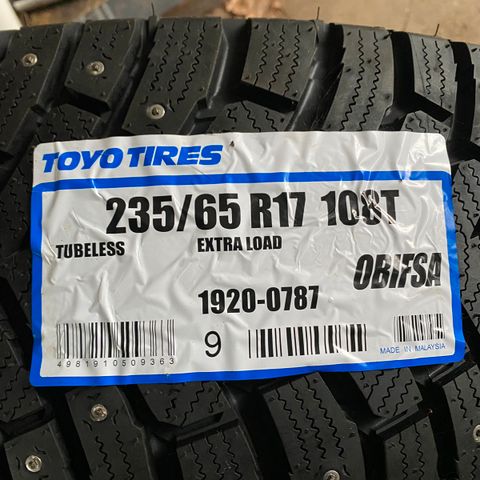 TOYO TIRES
235/65 R17 108T
TUBELESS EXTRA LOAD
OBIFSA
1920-0787
4981910509363
9
MADE IN MALAYSIA